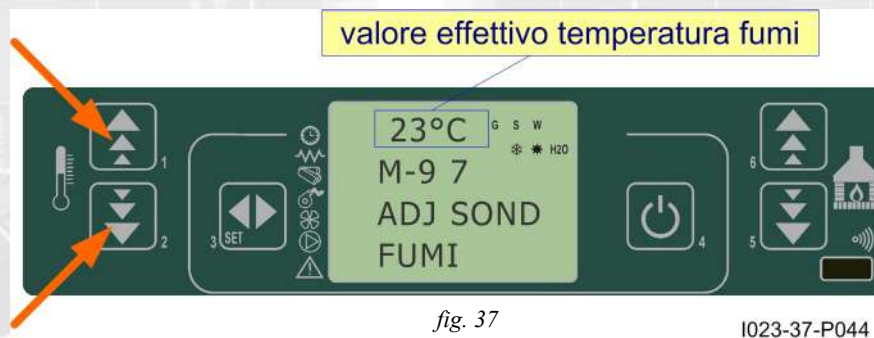 valore effettivo temperatura fumi
23°C G S W
H2O
M-9 7
ADJ SOND
FUMI
1
2
3 SET
4
6
5
fig. 37
I023-37-P044